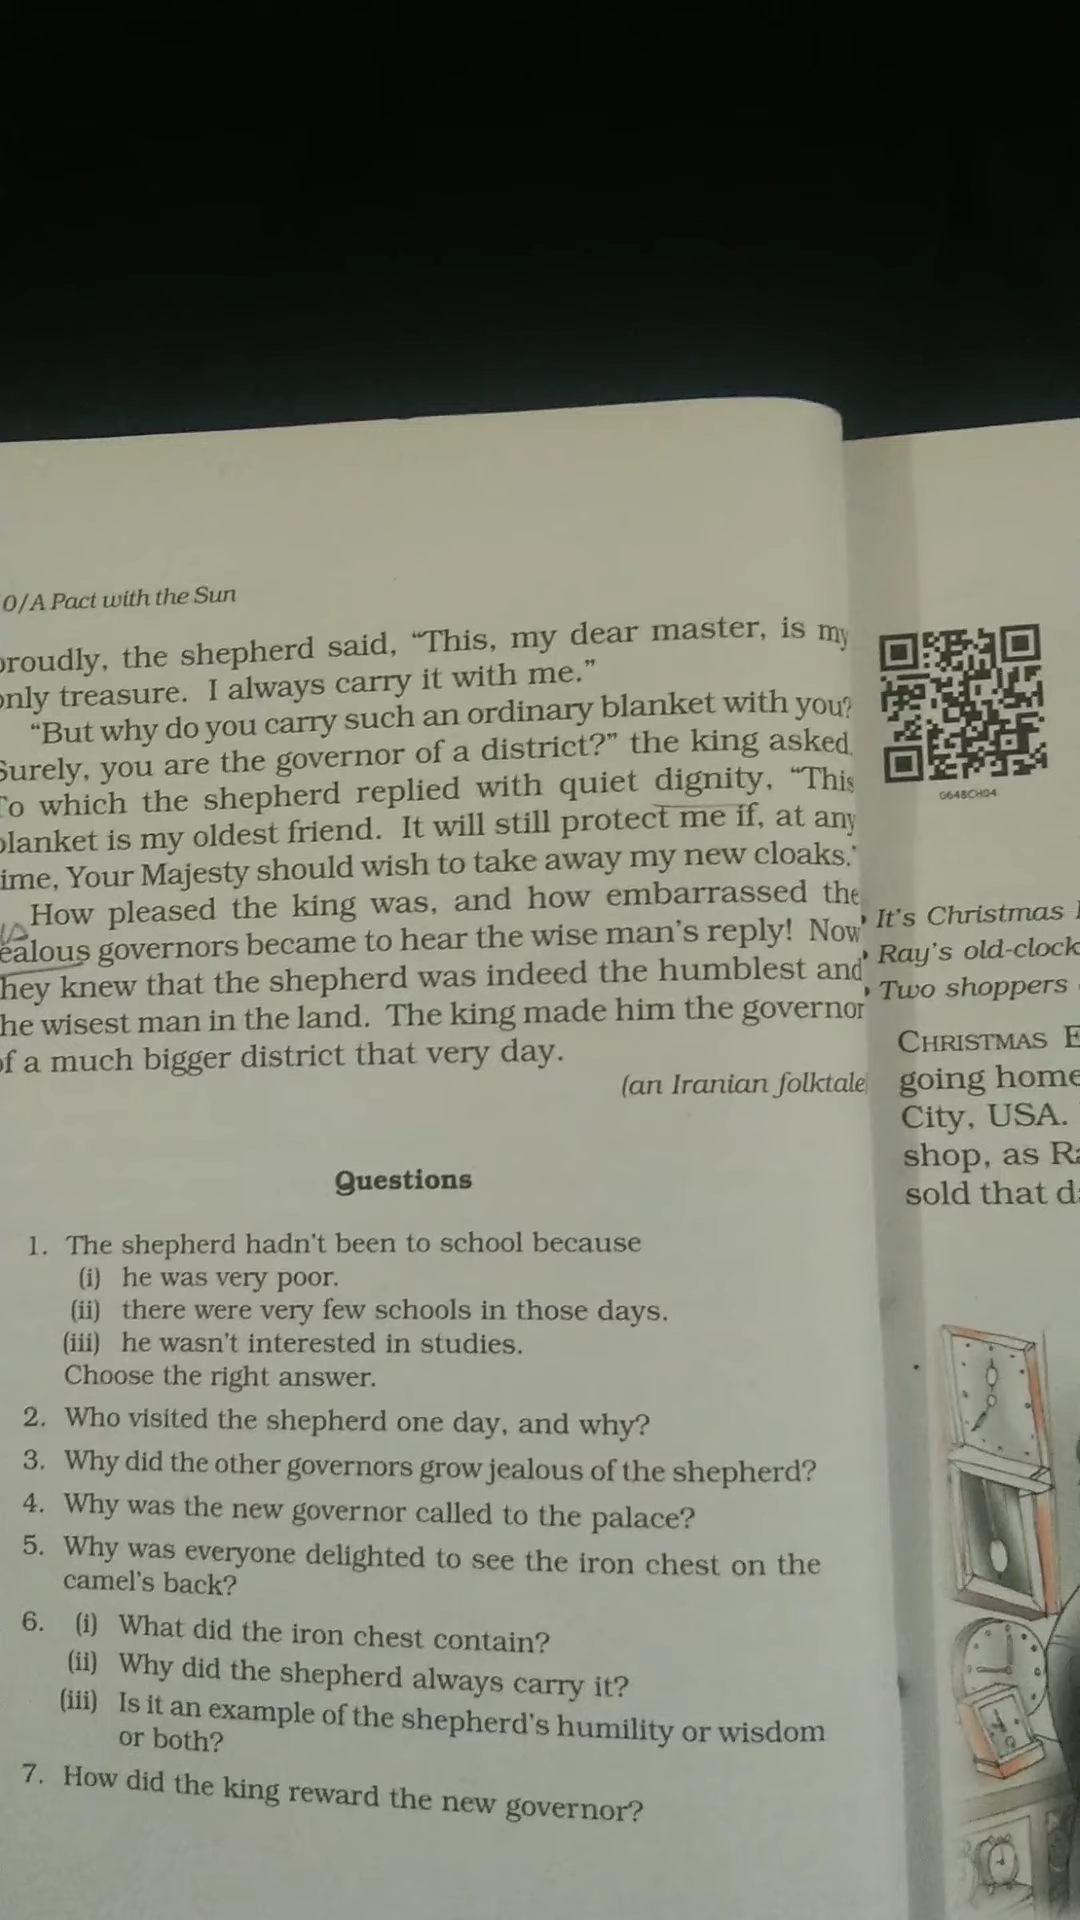 0/A Pact with the Sun
proudly, the shepherd said, “This, my dear master, is my
only treasure. I always carry it with me.”
“But why do you carry such an ordinary blanket with you?
Surely, you are the governor of a district?” the king asked.
To which the shepherd replied with quiet dignity, “This
blanket is my oldest friend. It will still protect me if, at any
ime, Your Majesty should wish to take away my new cloaks.”
How pleased the king was, and how embarrassed the
ealous governors became to hear the wise man’s reply! Now
hey knew that the shepherd was indeed the humblest and
he wisest man in the land. The king made him the governor
of a much bigger district that very day.
(an Iranian folktale
Questions
1. The shepherd hadn't been to school because
(i) he was very poor.
(ii) there were very few schools in those days.
(iii) he wasn't interested in studies.
Choose the right answer.
2. Who visited the shepherd one day, and why?
3. Why did the other governors grow jealous of the shepherd?
4. Why was the new governor called to the palace?
5. Why was everyone delighted to see the iron chest on the
camel's back?
6. (i) What did the iron chest contain?
(ii) Why did the shepherd always carry it?
(iii) Is it an example of the shepherd's humility or wisdom
or both?
7. How did the king reward the new governor?
0648CH04
It’s Christmas
Ray’s old-clock
Two shoppers
CHRISTMAS E
going home
City, USA.
shop, as Ra
sold that da